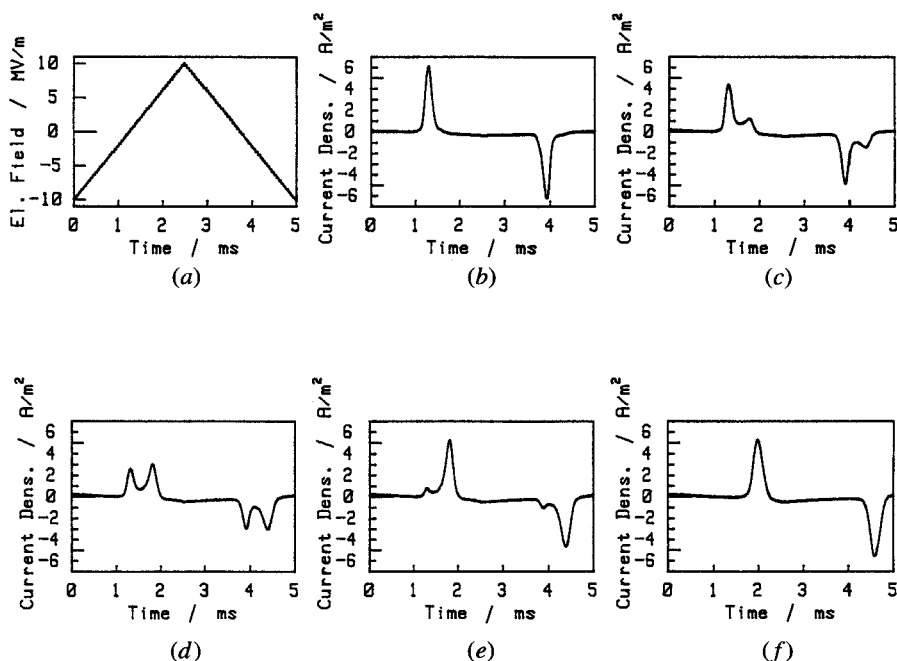 El. Field / MV/m
10
5
0
-5
-10
0 1 2 3 4 5
Time / ms
(a)
Current Dens. / A/m²
6
4
2
0
-2
-4
-6
0 1 2 3 4 5
Time / ms
(b)
Current Dens. / A/m²
6
4
2
0
-2
-4
-6
0 1 2 3 4 5
Time / ms
(c)
Current Dens. / A/m²
6
4
2
0
-2
-4
-6
0 1 2 3 4 5
Time / ms
(d)
Current Dens. / A/m²
6
4
2
0
-2
-4
-6
0 1 2 3 4 5
Time / ms
(e)
Current Dens. / A/m²
6
4
2
0
-2
-4
-6
0 1 2 3 4 5
Time / ms
(f)